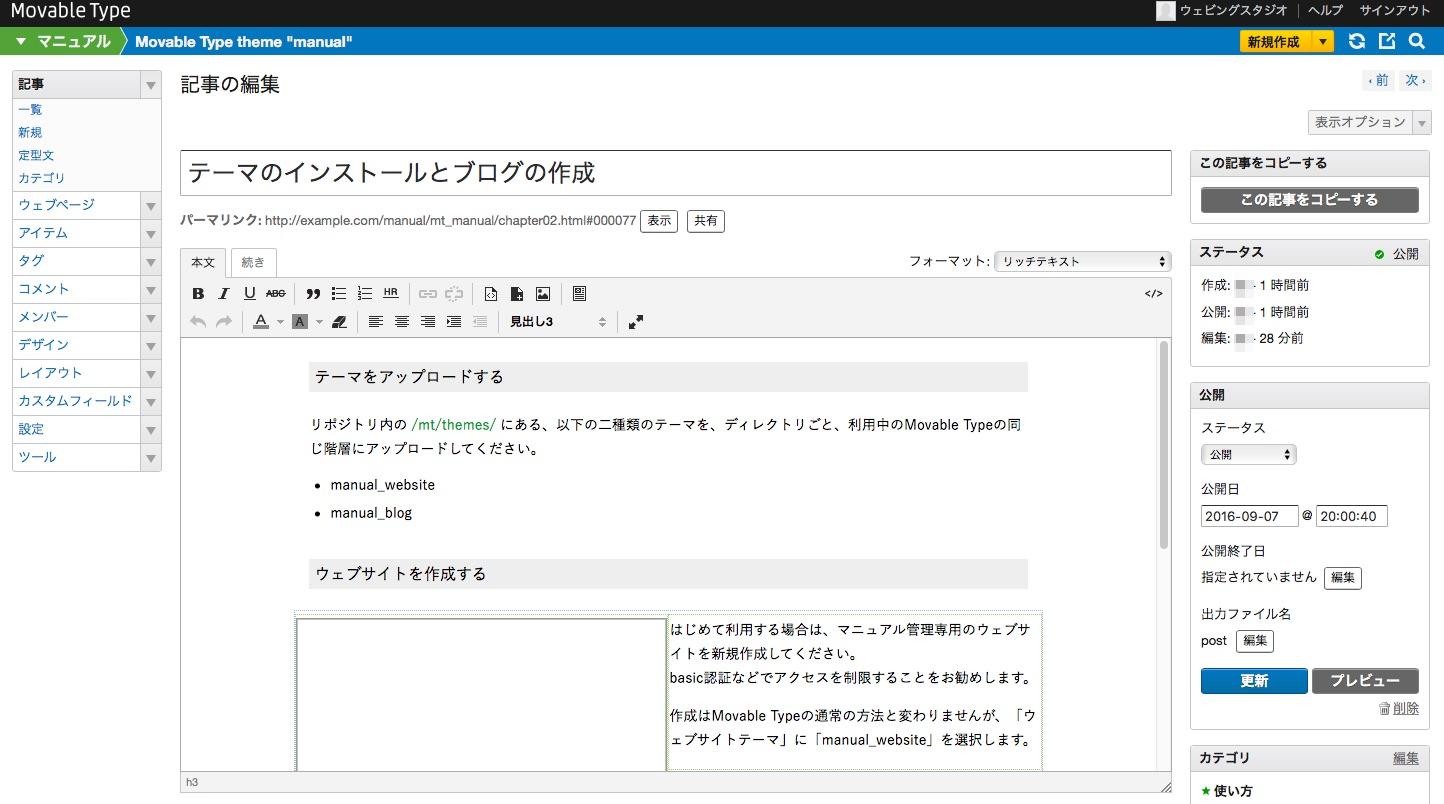 Movable Type
ウェビングスタジオ ヘルプ サインアウト
▼ マニュアル Movable Type theme "manual" 新規作成 ▼
記事
一覧
新規
定型文
カテゴリ
ウェブページ
アイテム
タグ
コメント
メンバー
デザイン
レイアウト
カスタムフィールド
設定
ツール
記事の編集
‹ 前 次 ›
表示オプション
テーマのインストールとブログの作成
パーマリンク: http://example.com/manual/mt_manual/chapter02.html#000077 表示 共有
本文 続き フォーマット: リッチテキスト
B I U ABC HR </>
A A 見出し3
テーマをアップロードする
リポジトリ内の /mt/themes/ にある、以下の二種類のテーマを、ディレクトリごと、利用中のMovable Typeの同
じ階層にアップロードしてください。
• manual_website
• manual_blog
ウェブサイトを作成する
はじめて利用する場合は、マニュアル管理専用のウェブサ
イトを新規作成してください。
basic認証などでアクセスを制限することをお勧めします。
作成はMovable Typeの通常の方法と変わりませんが、「ウ
ェブサイトテーマ」に「manual_website」を選択します。
h3
この記事をコピーする
この記事をコピーする
ステータス 公開
作成: - 1 時間前
公開: - 1 時間前
編集: - 28 分前
公開
ステータス
公開
公開日
2016-09-07 @ 20:00:40
公開終了日
指定されていません 編集
出力ファイル名
post 編集
更新 プレビュー
削除
カテゴリ 編集
★ 使い方